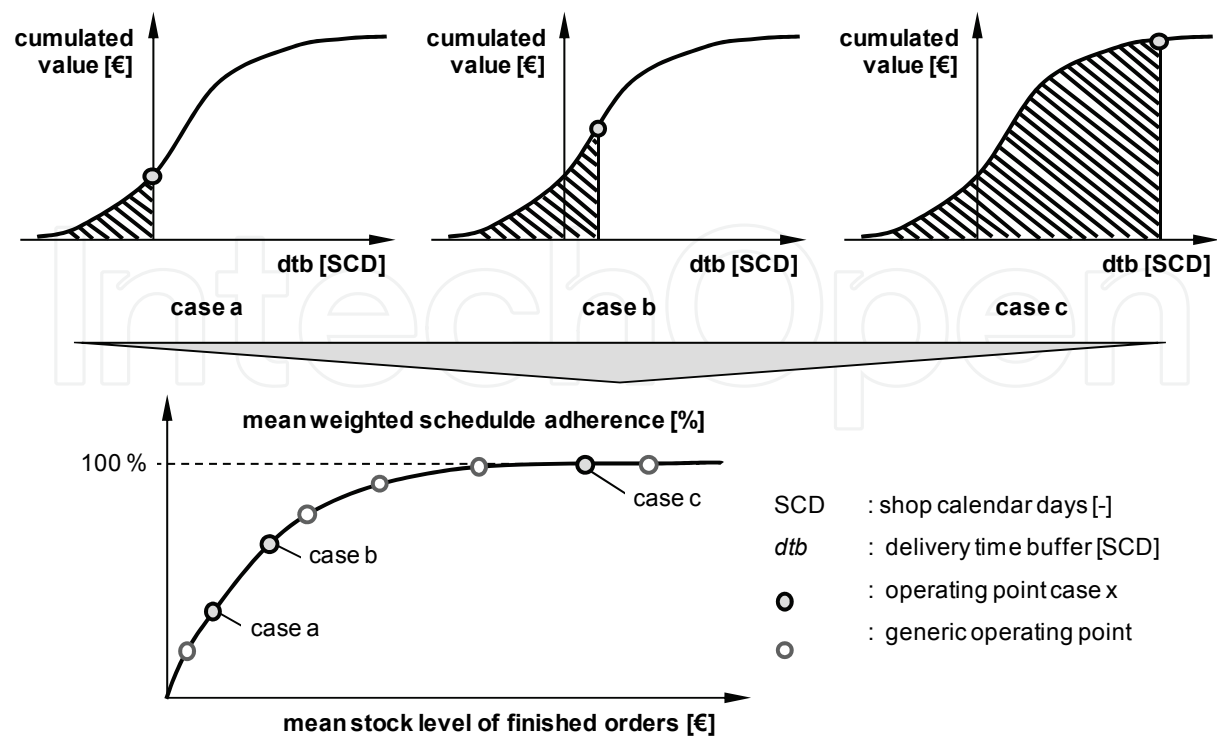 cumulated
value [€]
dtb [SCD]
case a
cumulated
value [€]
dtb [SCD]
case b
cumulated
value [€]
dtb [SCD]
case c
IntechOpen
mean weighted schedulde adherence [%]
100 %
case c
case b
case a
mean stock level of finished orders [€]
SCD : shop calendar days [-]
dtb : delivery time buffer [SCD]
: operating point case x
: generic operating point